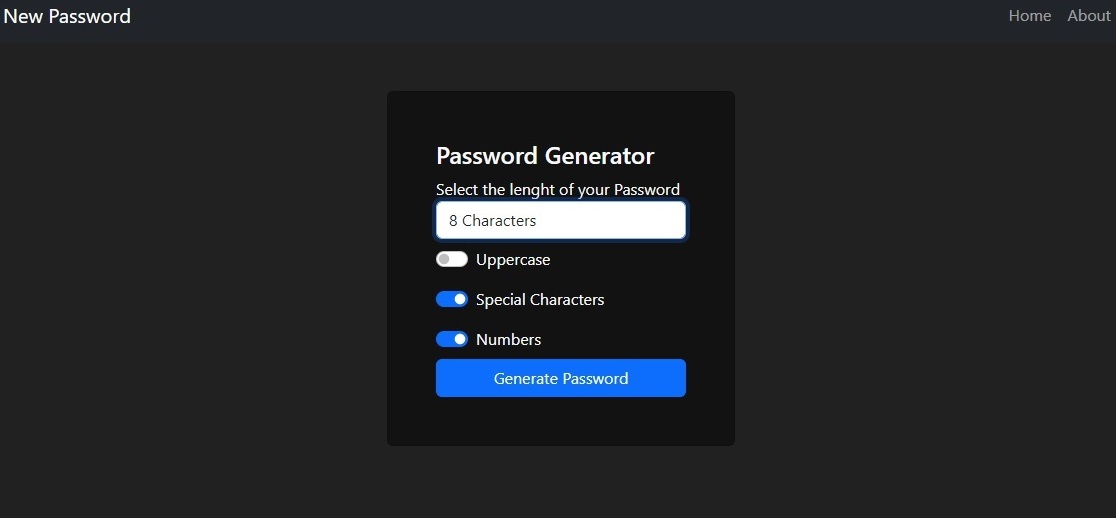 New Password
Home About
Password Generator
Select the lenght of your Password
8 Characters
Uppercase
Special Characters
Numbers
Generate Password